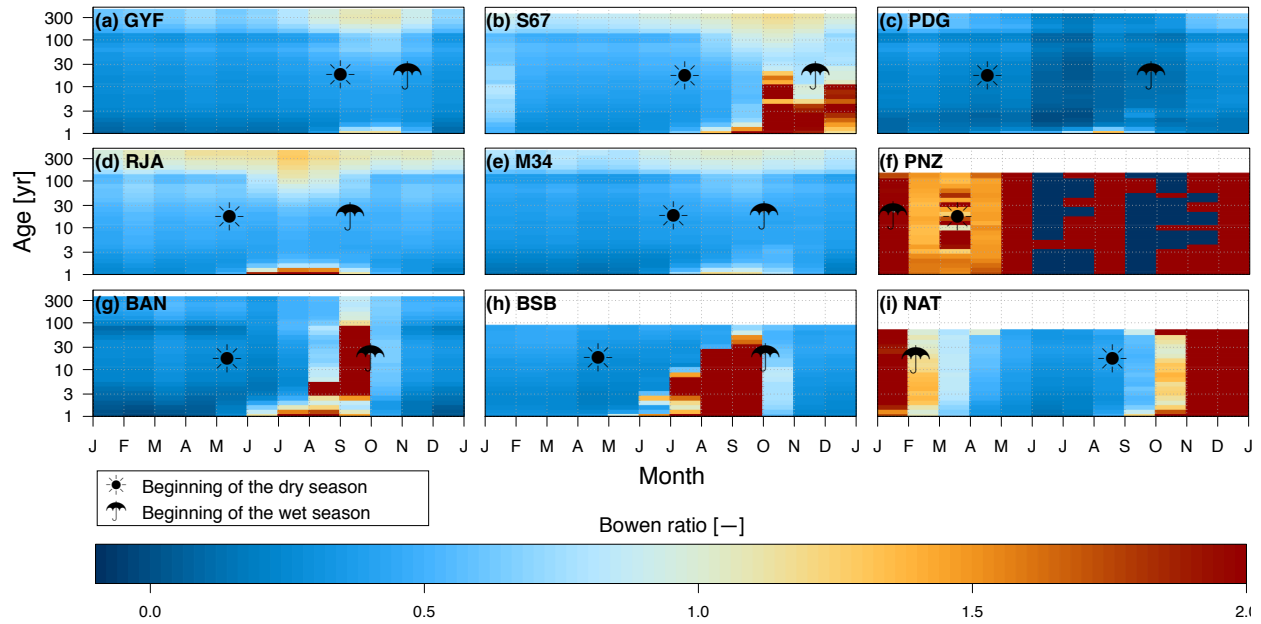 (a) GYF (b) S67 (c) PDG
300
100
30
10
3
1
(d) RJA (e) M34 (f) PNZ
300
100
30
10
3
1
Age [yr]
(g) BAN (h) BSB (i) NAT
300
100
30
10
3
1
J F M A M J J A S O N D J J F M A M J J A S O N D J J F M A M J J A S O N D J
Month
Beginning of the dry season
Beginning of the wet season
Bowen ratio [—]
0.0 0.5 1.0 1.5 2.0